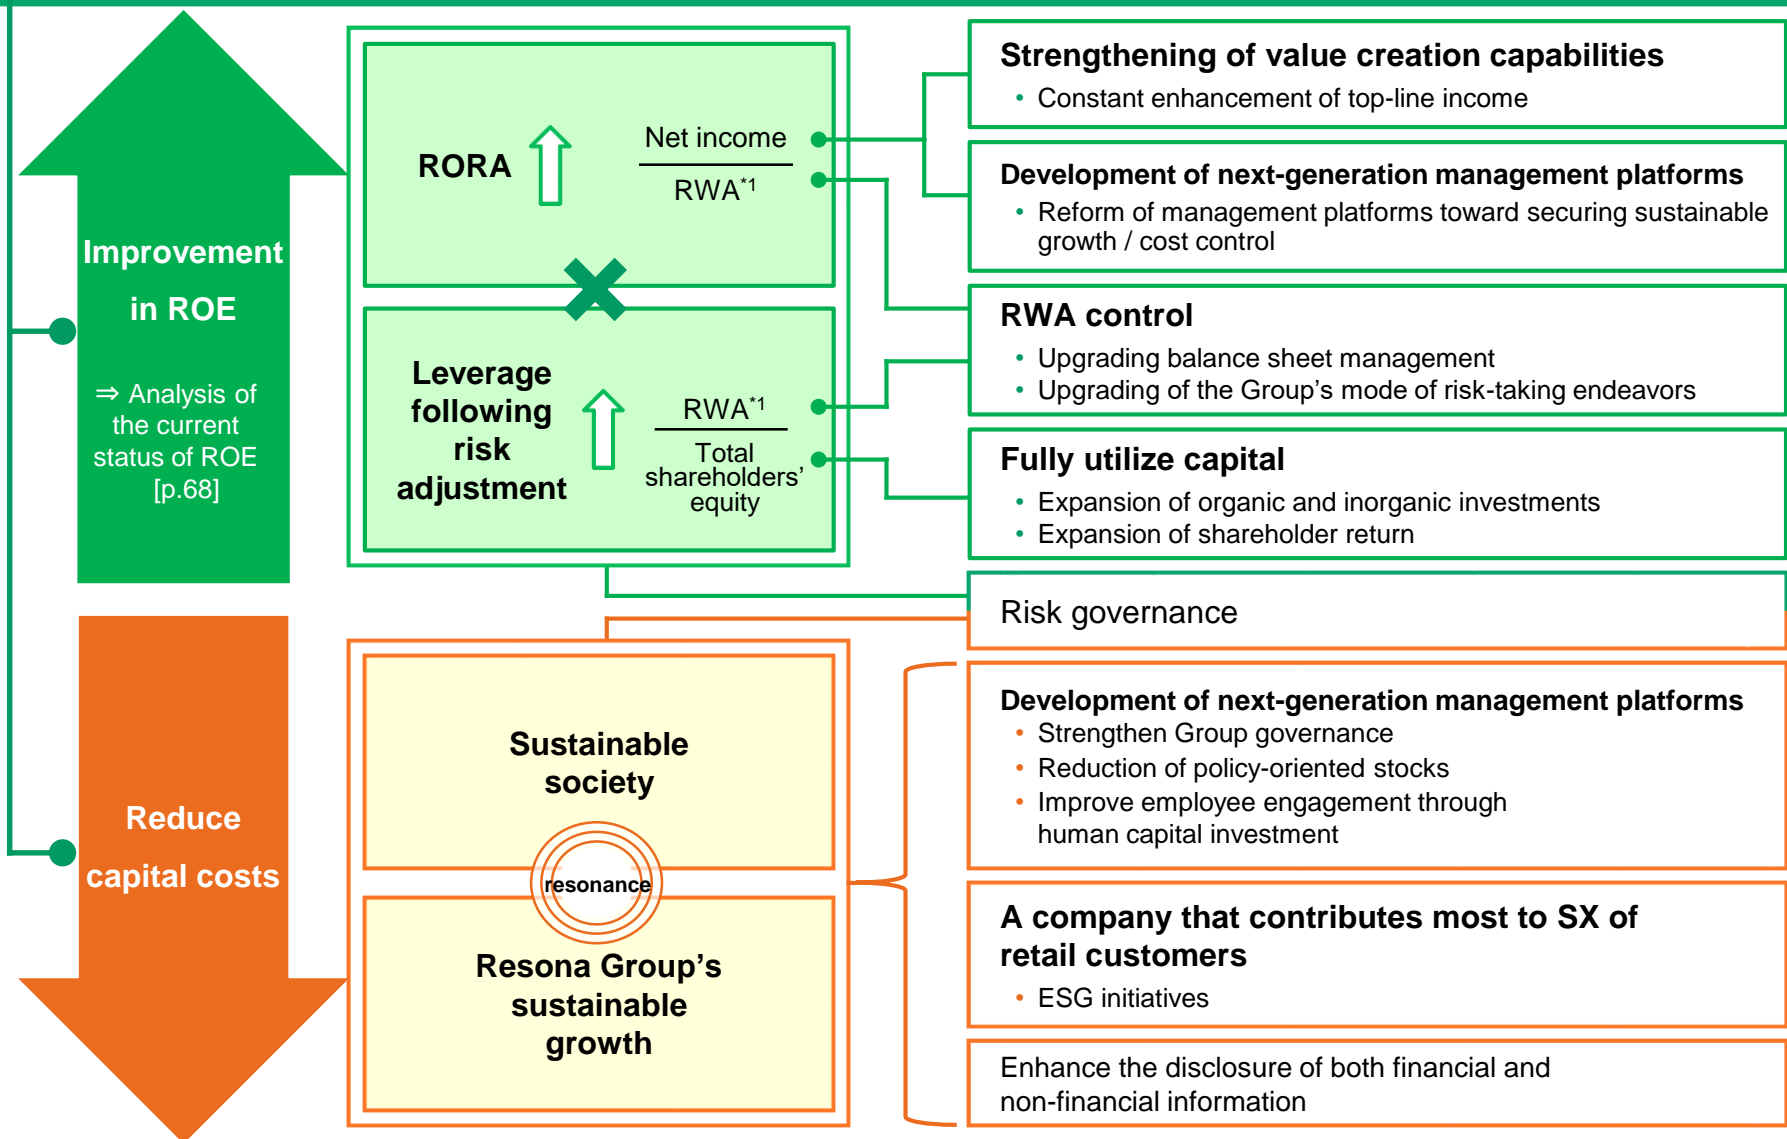 Improvement
in ROE
⇒ Analysis of
the current
status of ROE
[p.68]
RORA
Net income
RWA*1
Leverage
following
risk
adjustment
RWA*1
Total
shareholders’
equity
Strengthening of value creation capabilities
• Constant enhancement of top-line income
Development of next-generation management platforms
• Reform of management platforms toward securing sustainable
growth / cost control
RWA control
• Upgrading balance sheet management
• Upgrading of the Group’s mode of risk-taking endeavors
Fully utilize capital
• Expansion of organic and inorganic investments
• Expansion of shareholder return
Risk governance
Reduce
capital costs
Sustainable
society
resonance
Resona Group’s
sustainable
growth
Development of next-generation management platforms
• Strengthen Group governance
• Reduction of policy-oriented stocks
• Improve employee engagement through
human capital investment
A company that contributes most to SX of
retail customers
• ESG initiatives
Enhance the disclosure of both financial and
non-financial information